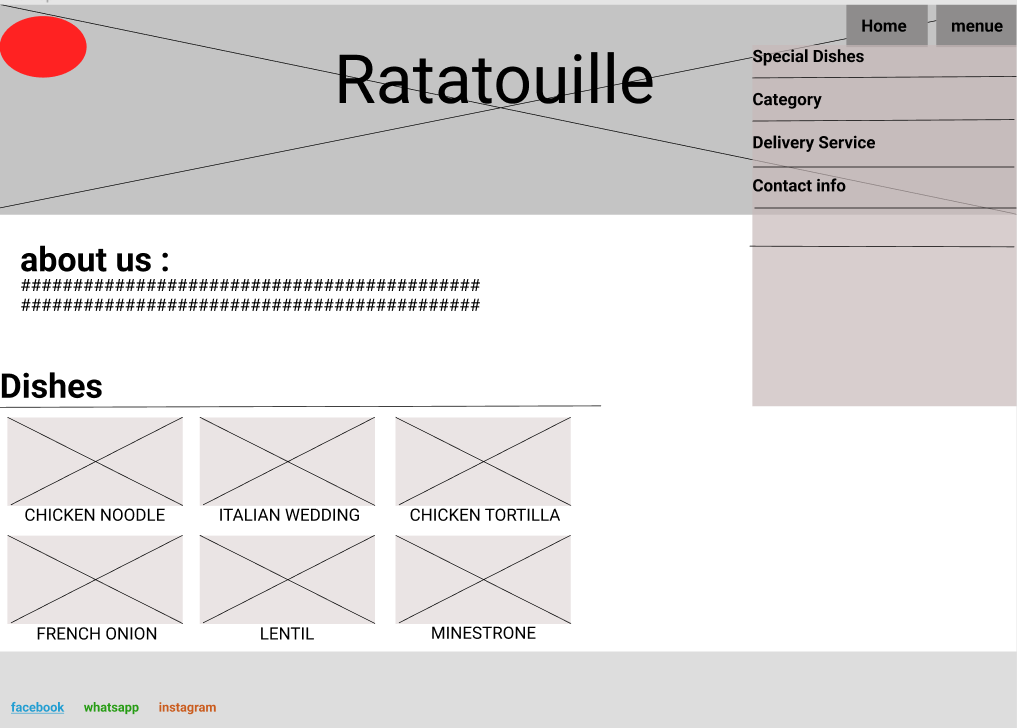 Home menue
Ratatouille
Special Dishes
Category
Delivery Service
Contact info
about us :
############################################
############################################
Dishes
CHICKEN NOODLE ITALIAN WEDDING CHICKEN TORTILLA
FRENCH ONION LENTIL MINESTRONE
facebook whatsapp instagram